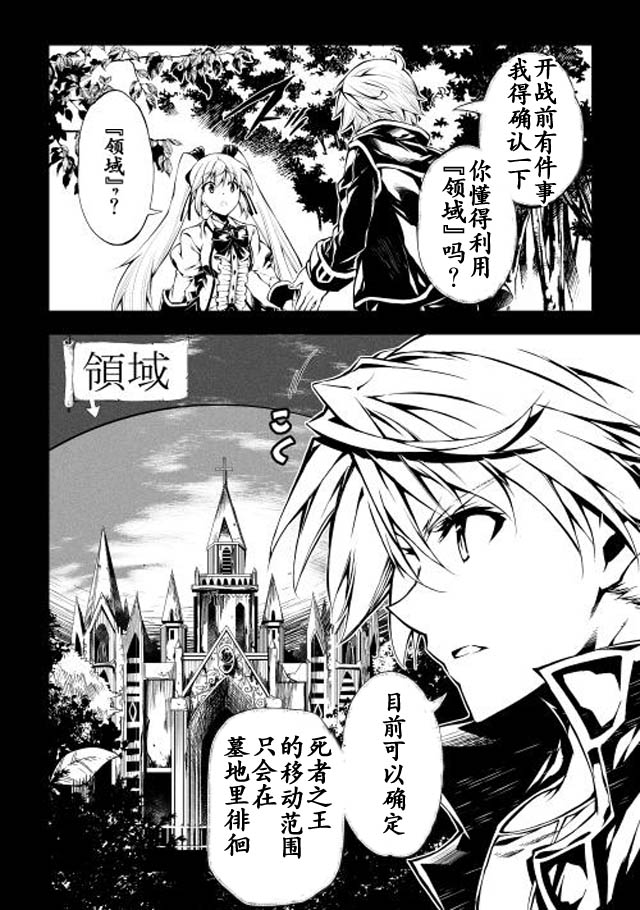 开战前有件事
我得确认一下
你懂得利用
『领域』吗？
『领域』？
領域
目前可以确定
死者之王
的移动范围
只会在
墓地里徘徊